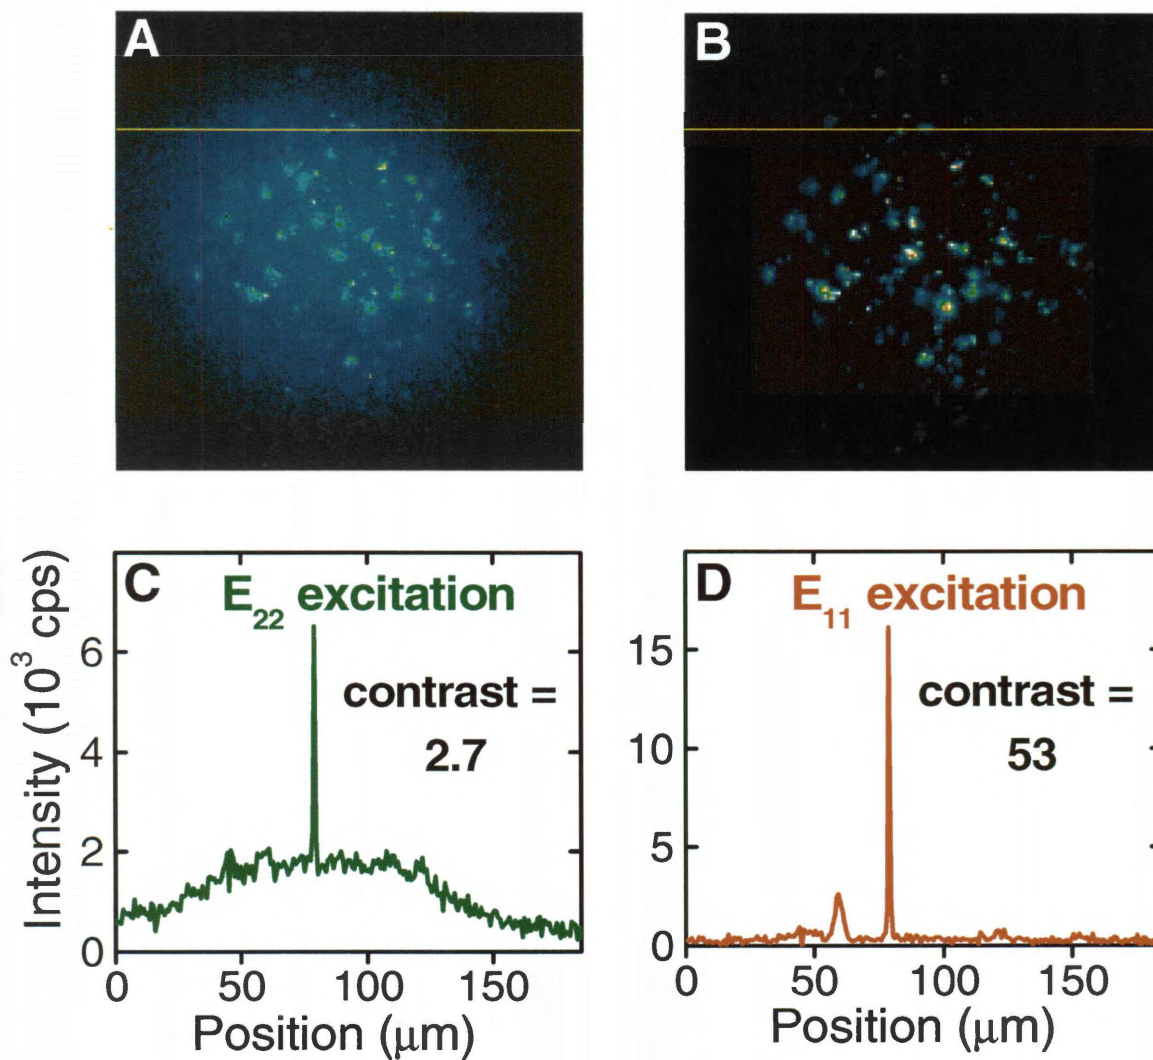 A
B
C
E₂₂ excitation
contrast =
2.7
6
4
2
0
Intensity (10³ cps)
0 50 100 150
Position (μm)
D
E₁₁ excitation
contrast =
53
15
10
5
0
0 50 100 150
Position (μm)